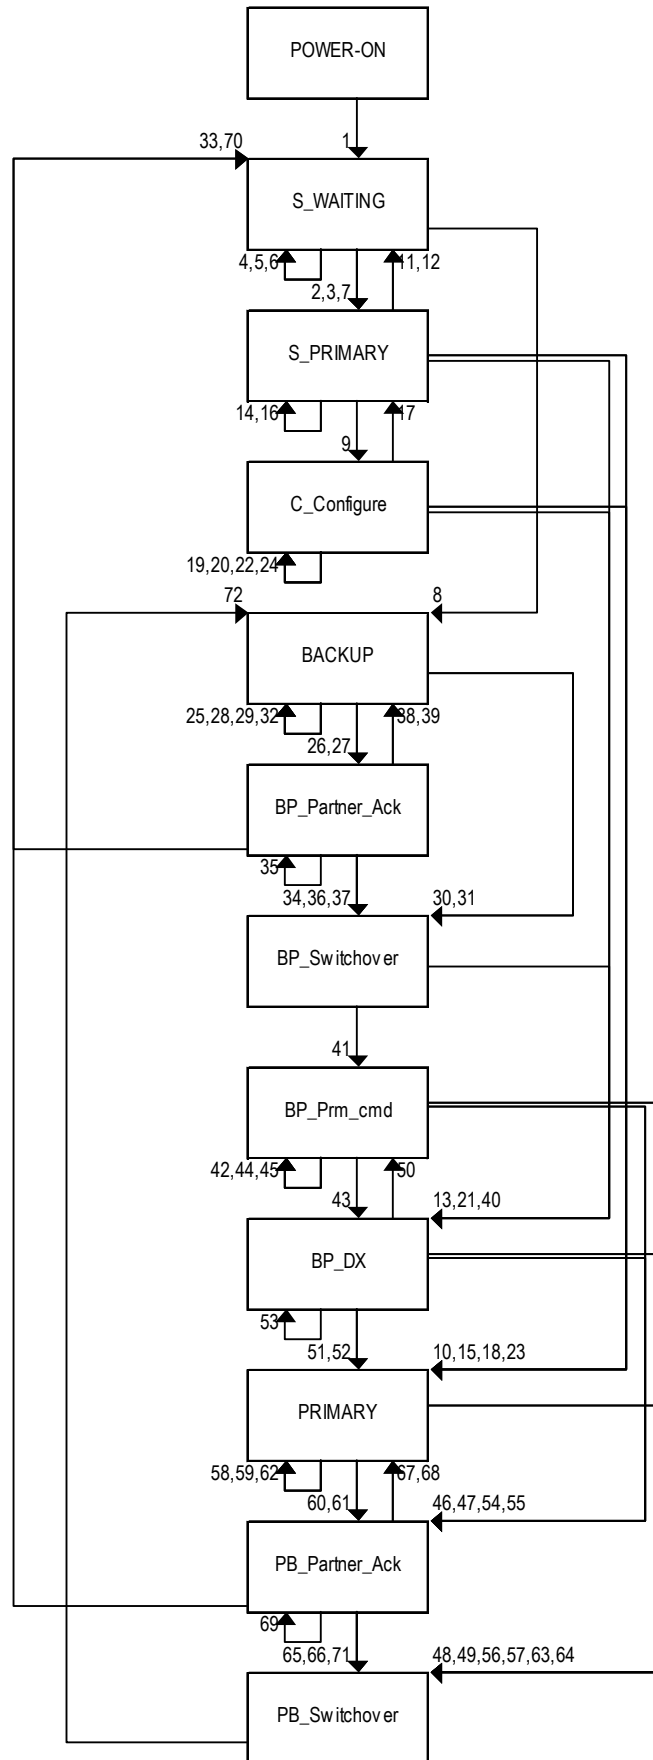 POWER-ON
33,70
1
S_WAITING
4,5,6
11,12
2,3,7
S_PRIMARY
14,16
17
9
C_Configure
19,20,22,24
72
8
BACKUP
25,28,29,32
38,39
26,27
BP_Partner_Ack
35
34,36,37
30,31
BP_Switchover
41
BP_Prm_cmd
42,44,45
50
43
13,21,40
BP_DX
53
51,52
10,15,18,23
PRIMARY
58,59,62
67,68
60,61
46,47,54,55
PB_Partner_Ack
69
65,66,71
48,49,56,57,63,64
PB_Switchover